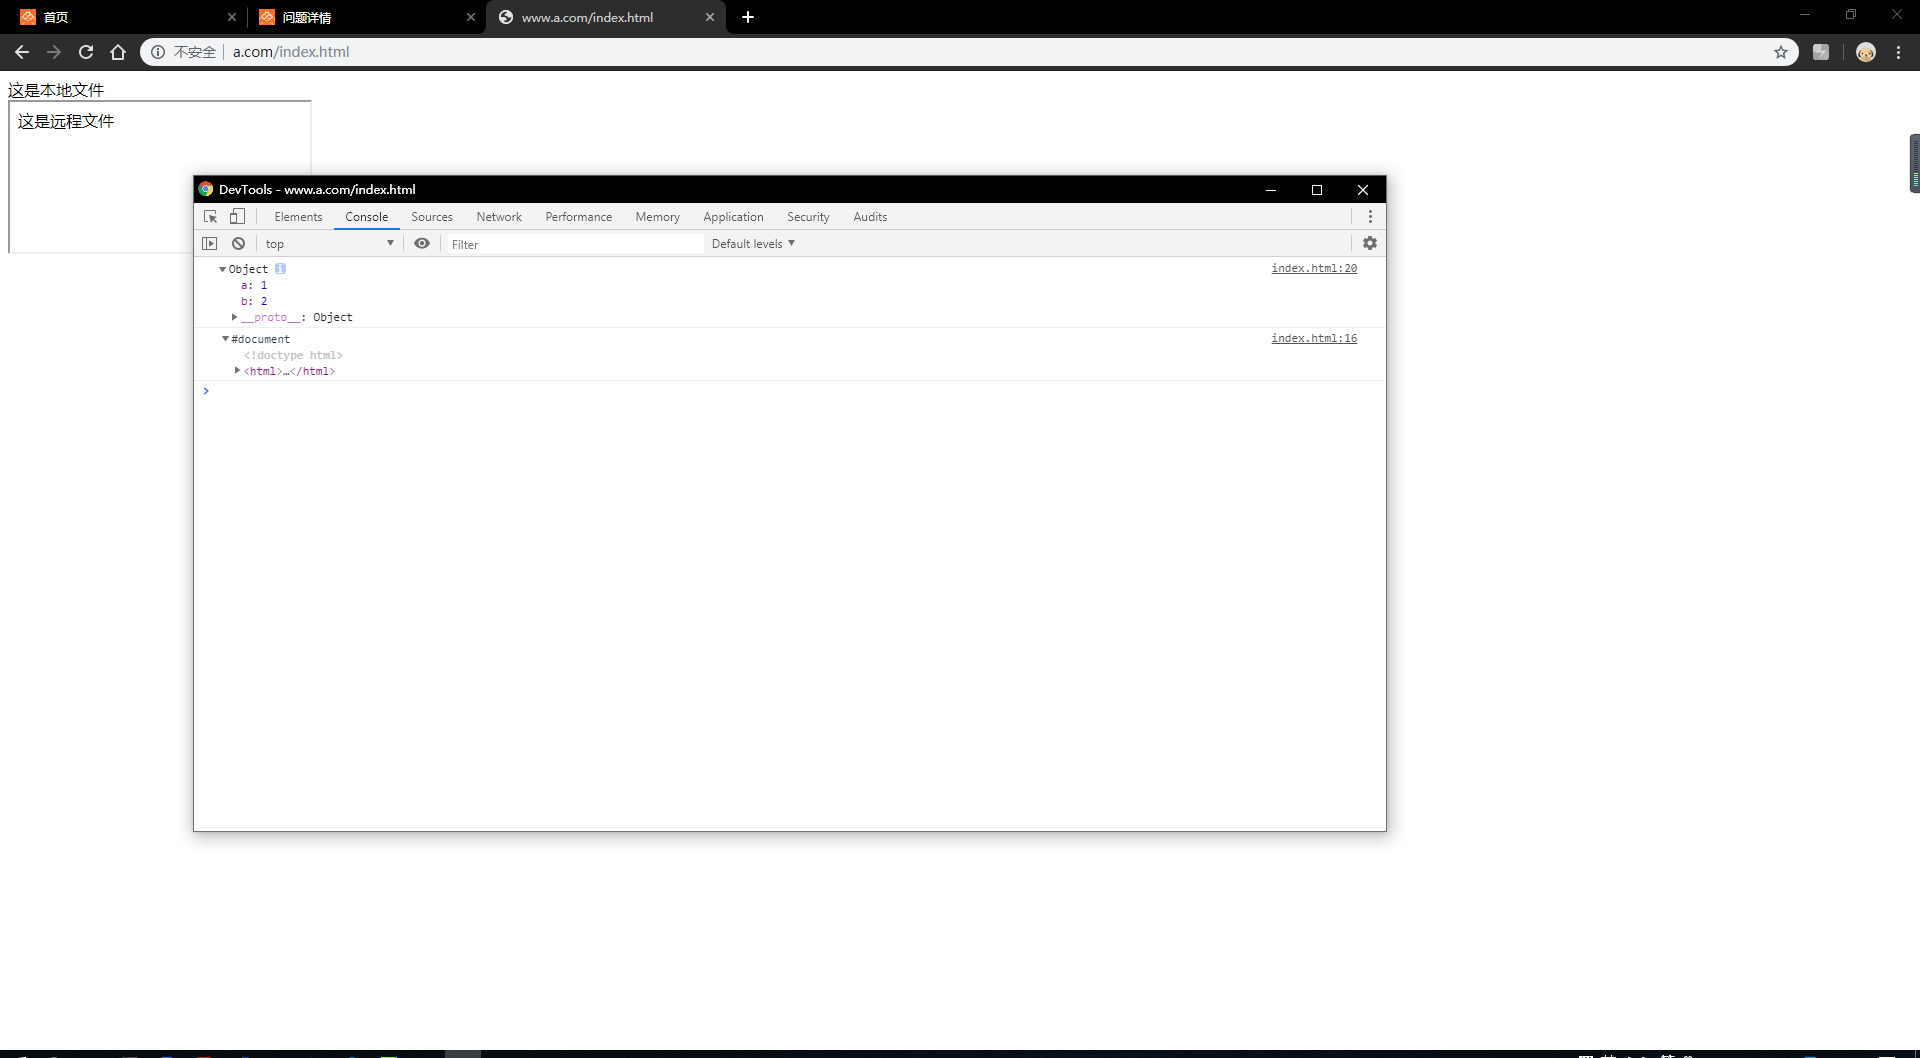 首页
问题详情
www.a.com/index.html
不安全 a.com/index.html
这是本地文件
这是远程文件
DevTools - www.a.com/index.html
Elements Console Sources Network Performance Memory Application Security Audits
top Filter Default levels
Object i index.html:20
a: 1
b: 2
__proto__: Object
#document index.html:16
<!doctype html>
<html>…</html>